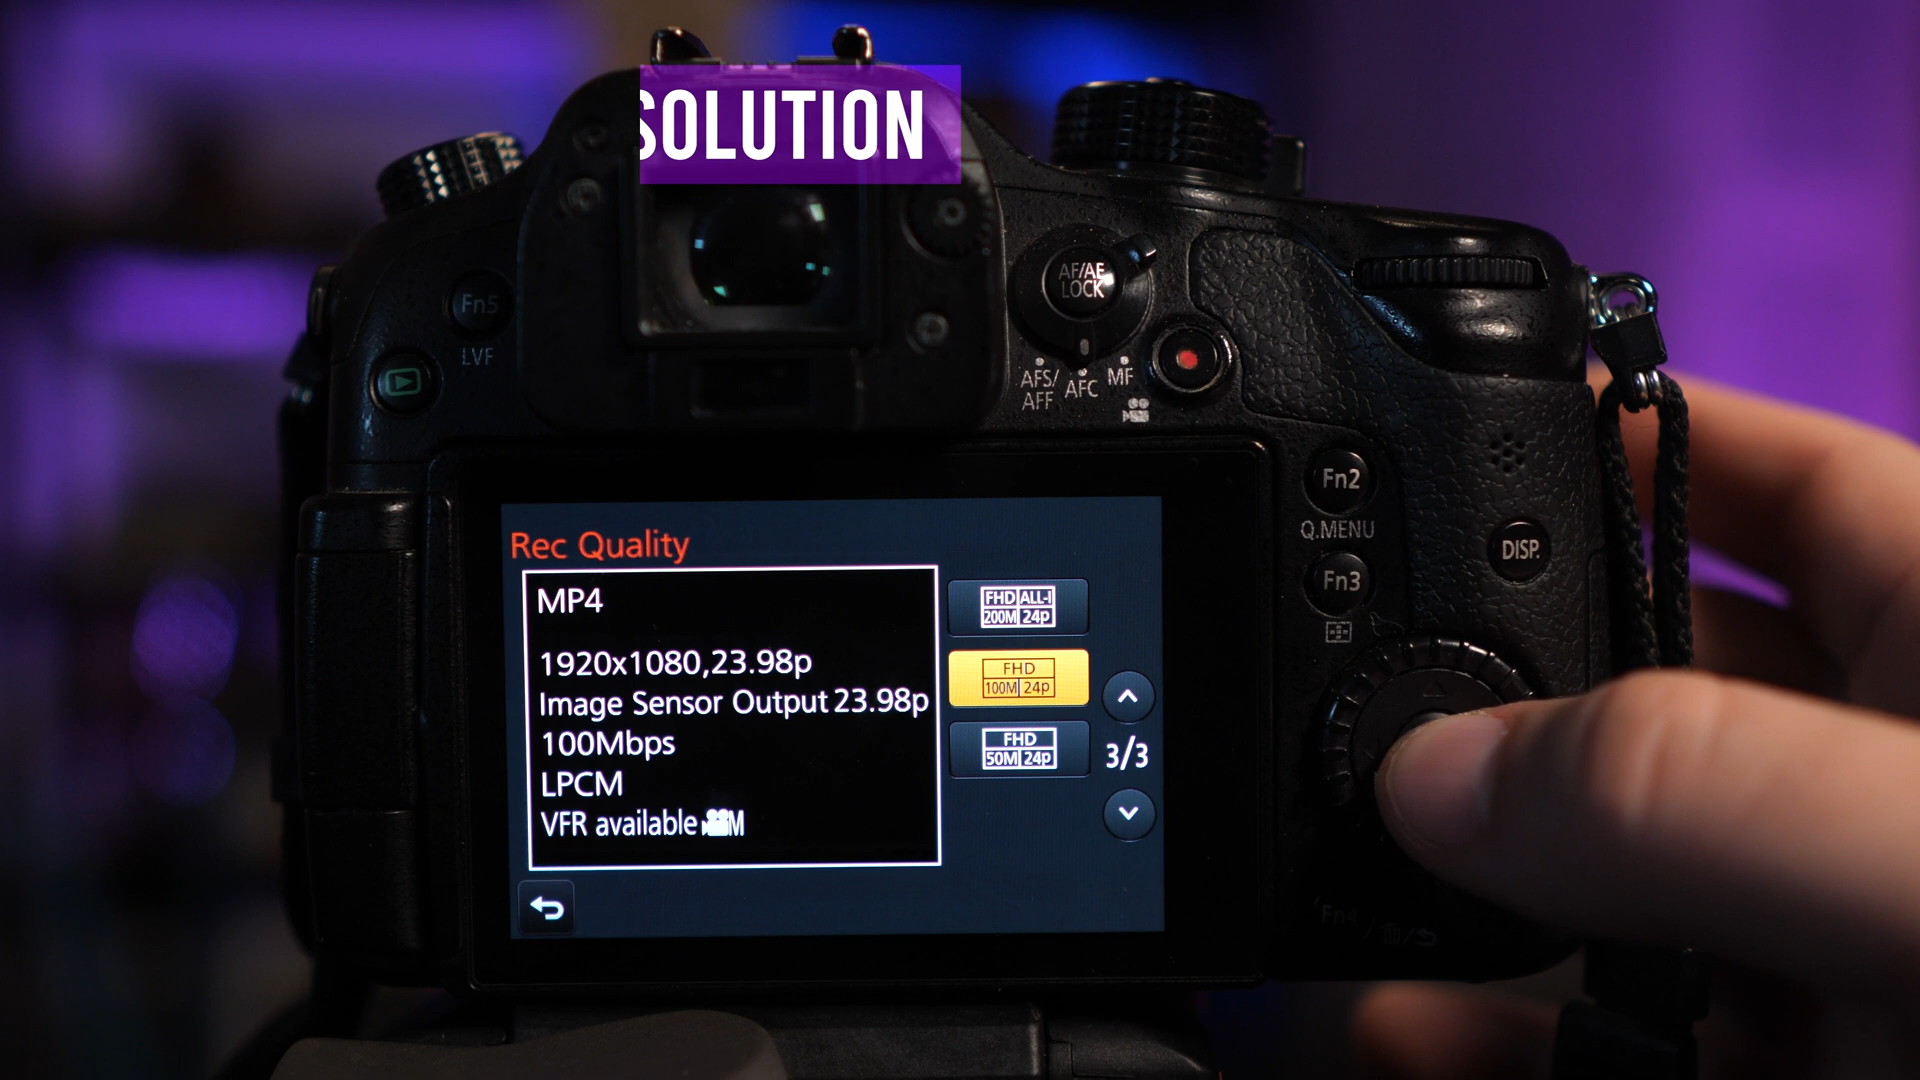 SOLUTION
Fn5
LVF
AF/AE
LOCK
AFS/
AFF
AFC
MF
Fn2
Q.MENU
Fn3
DISP.
Rec Quality
MP4
1920x1080,23.98p
Image Sensor Output 23.98p
100Mbps
LPCM
VFR available M
FHD ALL-I
200M 24p
FHD
100M 24p
FHD
50M 24p
3/3
Fn4